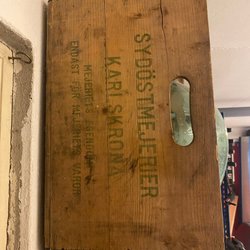 SYDÖSTMEJERIER
KARLSKRONA
MEJERIETS EGENDOM
ENDAST FÖR MEJERIETS VAROR